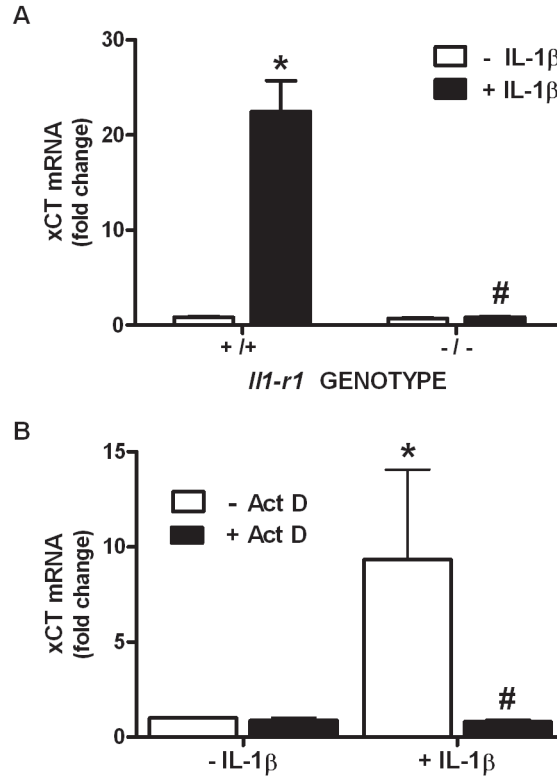 A
xCT mRNA
(fold change)
30
20
10
0
*
#
- IL-1β
+ IL-1β
+/+
-/-
Il1-r1 GENOTYPE
B
xCT mRNA
(fold change)
15
10
5
0
*
#
- Act D
+ Act D
- IL-1β
+ IL-1β